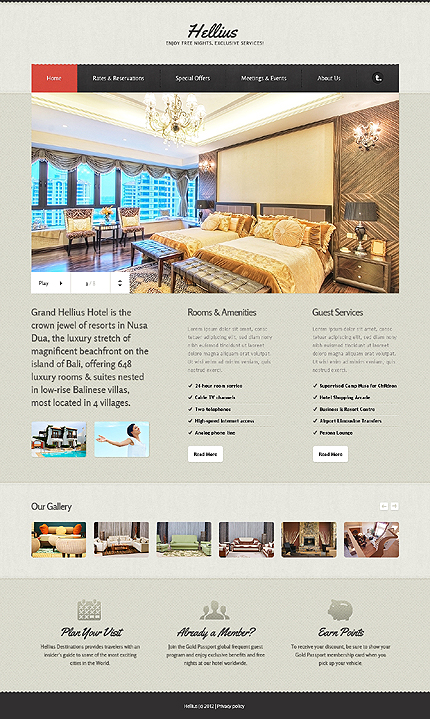 Hellius
ENJOY FREE NIGHTS, EXCLUSIVE SERVICES!
Home Rates & Reservations Special Offers Meetings & Events About Us
Play
Grand Hellius Hotel is the
crown jewel of resorts in Nusa
Dua, the luxury stretch of
magnificent beachfront on the
island of Bali, offering 648
luxury rooms & suites nested
in low-rise Balinese villas,
most located in 4 villages.
Rooms & Amenities
Lorem ipsum dolor sit amet, conse
ctetuer adipiscing elit, sed diam nony
nibh euismod tincidunt ut laoreet
dolore magna aliquam erat volutpat.
Ut wisi enim ad minim veniam, quis
nostrud exerci.
24-hour room service
Cable TV channels
Two telephones
High-speed Internet access
Analog phone line
Read More
Guest Services
Lorem ipsum dolor sit amet, conse
ctetuer adipiscing elit, sed diam nony
nibh euismod tincidunt ut laoreet
dolore magna aliquam erat volutpat.
Ut wisi enim ad minim veniam, quis
nostrud exerci.
Supervised Camp Muse for Children
Hotel Shopping Arcade
Business & Resort Centre
Airport Limousine Transfers
Persona Lounge
Read More
Our Gallery
Plan Your Visit
Hellius Destinations provides travelers with an
insider's guide to some of the most exciting
cities in the World.
Already a Member?
Join the Gold Passport global frequent guest
program and enjoy exclusive benefits and free
nights at our hotel worldwide.
Earn Points
To receive your discount, be sure to show your
Gold Passport membership card when you
pick up your vehicle.
Hellius © 2012 | Privacy policy